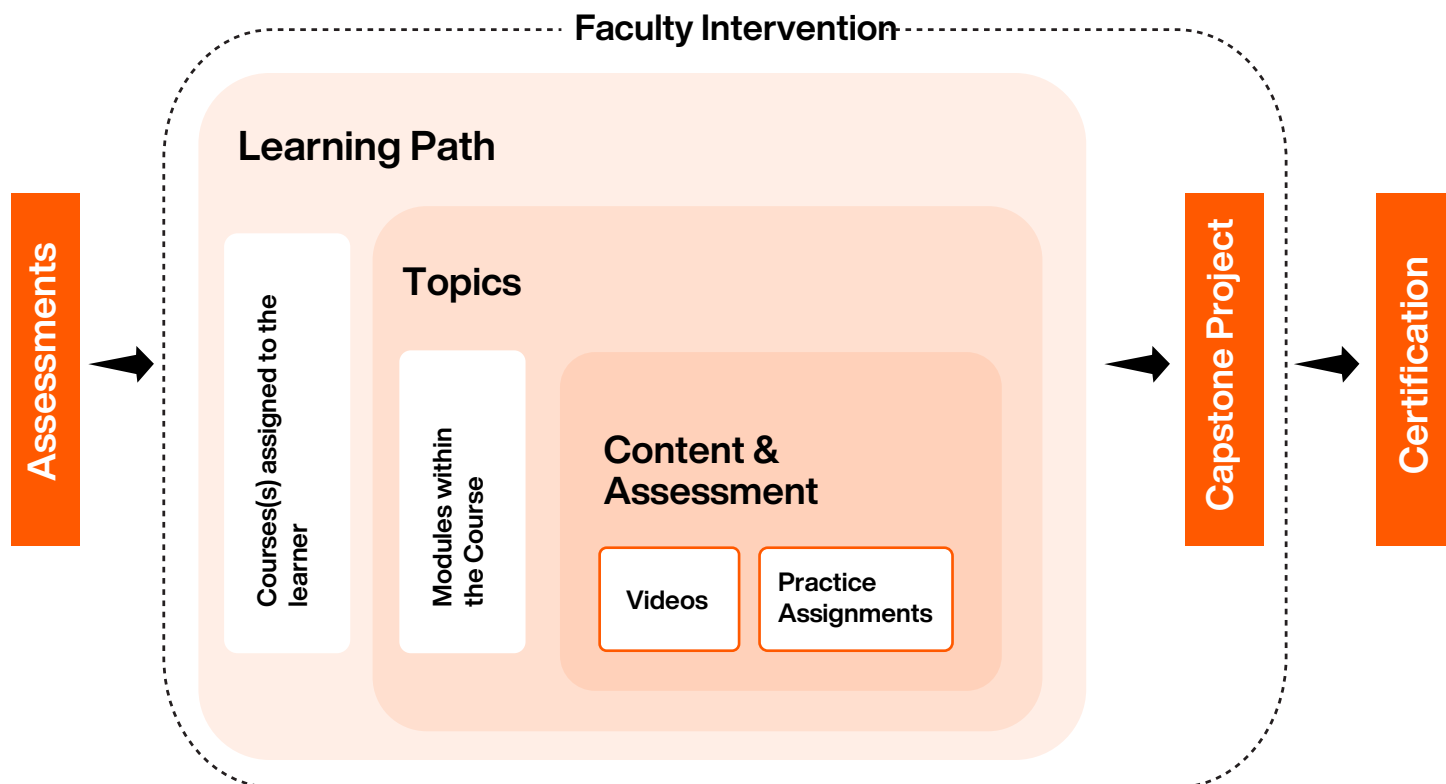 Faculty Intervention
Learning Path
Assessments
Courses(s) assigned to the
learner
Topics
Modules within
the Course
Content &
Assessment
Videos
Practice
Assignments
Capstone Project
Certification